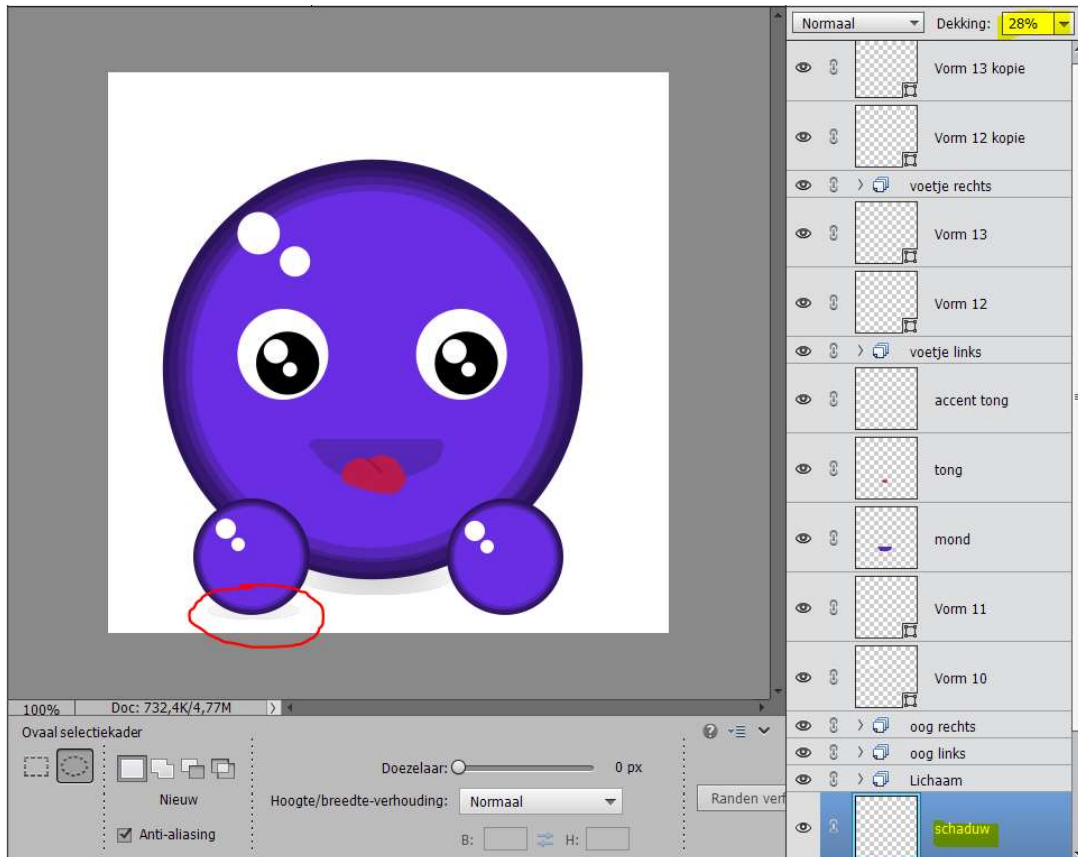 Normaal Dekking: 28%
Vorm 13 kopie
Vorm 12 kopie
voetje rechts
Vorm 13
Vorm 12
voetje links
accent tong
tong
mond
Vorm 11
Vorm 10
oog rechts
oog links
Lichaam
schaduw
100% Doc: 732,4K/4,77M
Ovaal selectiekader
Nieuw
Anti-aliasing
Doezelaar: 0 px
Hoogte/breedte-verhouding: Normaal
B: H:
Randen verf